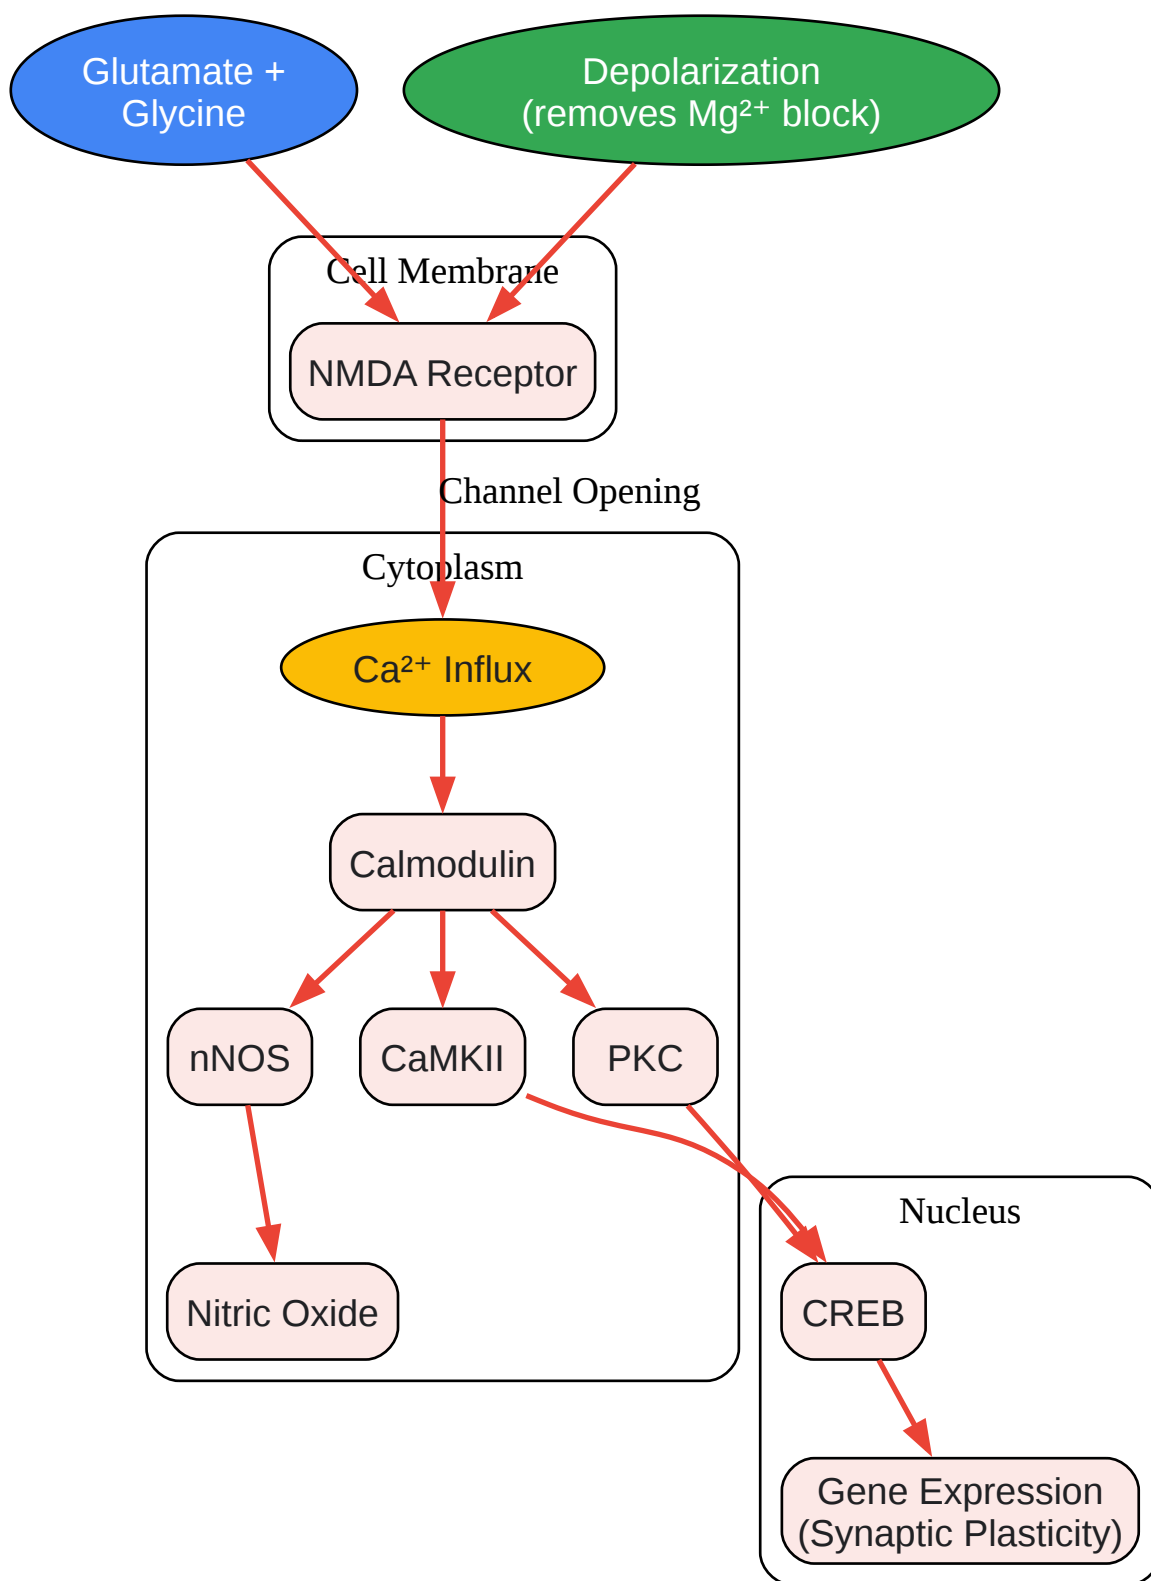 Glutamate +
Glycine
Depolarization
(removes Mg²⁺ block)
Cell Membrane
NMDA Receptor
Channel Opening
Cytoplasm
Ca²⁺ Influx
Calmodulin
nNOS
CaMKII
PKC
Nucleus
Nitric Oxide
CREB
Gene Expression
(Synaptic Plasticity)